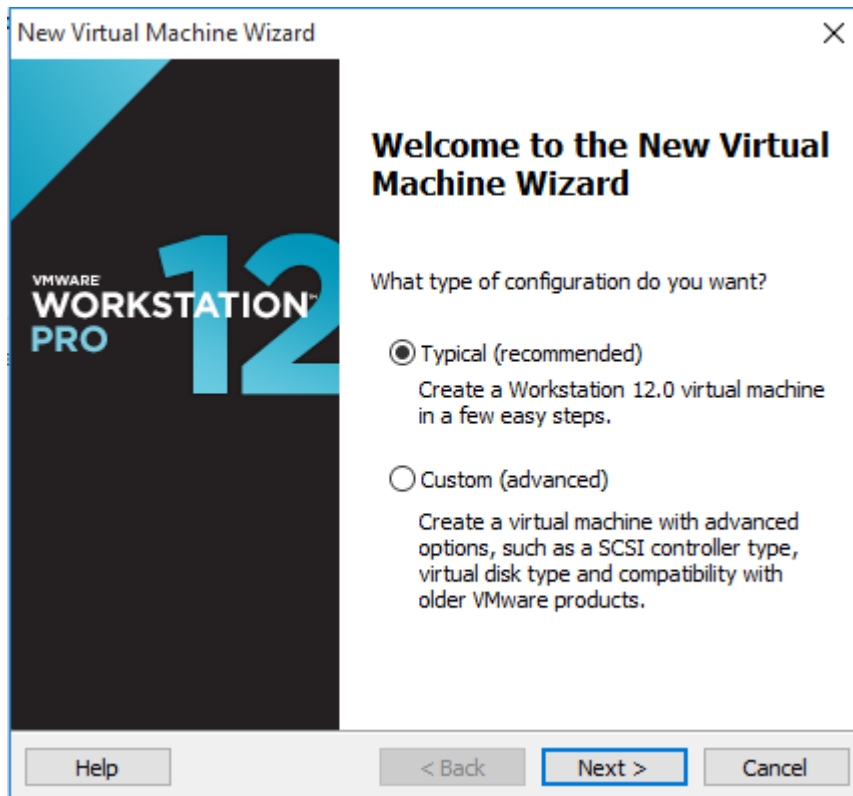 New Virtual Machine Wizard
Welcome to the New Virtual
Machine Wizard
VMWARE
WORKSTATION™
PRO
12
What type of configuration do you want?
Typical (recommended)
Create a Workstation 12.0 virtual machine
in a few easy steps.
Custom (advanced)
Create a virtual machine with advanced
options, such as a SCSI controller type,
virtual disk type and compatibility with
older VMware products.
Help
< Back
Next >
Cancel